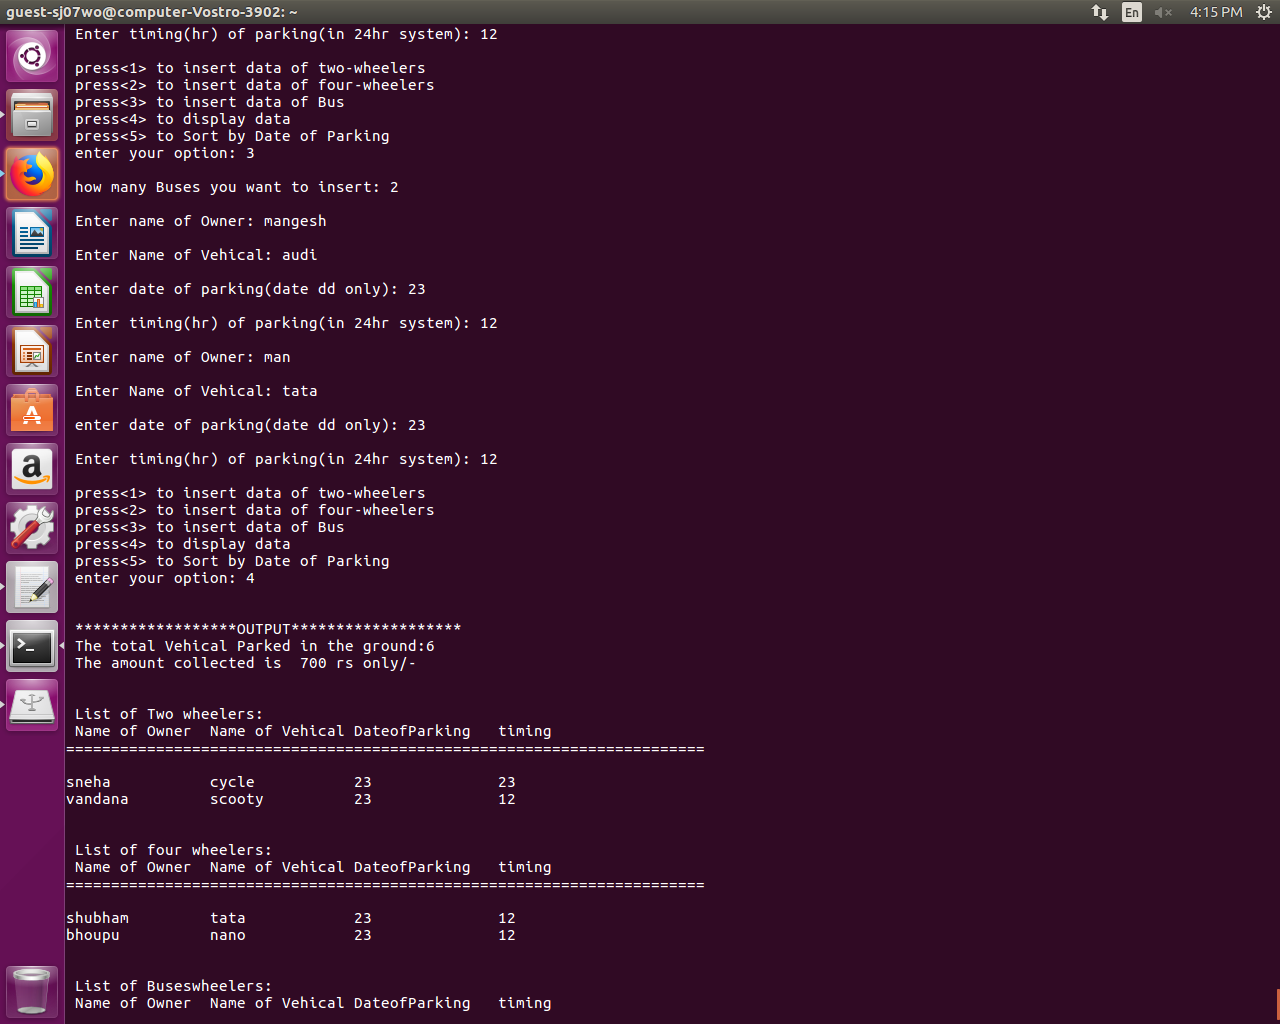 guest-sj07wo@computer-Vostro-3902: ~
En
4:15 PM
Enter timing(hr) of parking(in 24hr system): 12
press<1> to insert data of two-wheelers
press<2> to insert data of four-wheelers
press<3> to insert data of Bus
press<4> to display data
press<5> to Sort by Date of Parking
enter your option: 3
how many Buses you want to insert: 2
Enter name of Owner: mangesh
Enter Name of Vehical: audi
enter date of parking(date dd only): 23
Enter timing(hr) of parking(in 24hr system): 12
Enter name of Owner: man
Enter Name of Vehical: tata
enter date of parking(date dd only): 23
Enter timing(hr) of parking(in 24hr system): 12
press<1> to insert data of two-wheelers
press<2> to insert data of four-wheelers
press<3> to insert data of Bus
press<4> to display data
press<5> to Sort by Date of Parking
enter your option: 4
******************OUTPUT*******************
The total Vehical Parked in the ground:6
The amount collected is  700 rs only/-
List of Two wheelers:
Name of Owner  Name of Vehical DateofParking   timing
=======================================================================
sneha           cycle           23              23
vandana         scooty          23              12
List of four wheelers:
Name of Owner  Name of Vehical DateofParking   timing
=======================================================================
shubham         tata            23              12
bhoupu          nano            23              12
List of Buseswheelers:
Name of Owner  Name of Vehical DateofParking   timing